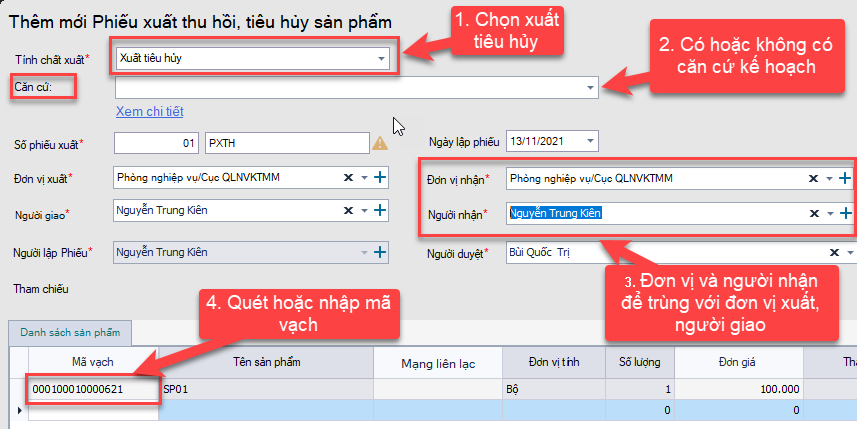 Thêm mới Phiếu xuất thu hồi, tiêu hủy sản phẩm
1. Chọn xuất
tiêu hủy
Tính chất xuất* Xuất tiêu hủy
2. Có hoặc không có
căn cứ kế hoạch
Căn cứ:
Xem chi tiết
Số phiếu xuất* 01 PXTH Ngày lập phiếu 13/11/2021
Đơn vị xuất* Phòng nghiệp vụ/Cục QLNVKTMM Đơn vị nhận* Phòng nghiệp vụ/Cục QLNVKTMM
Người giao* Nguyễn Trung Kiên Người nhận* Nguyễn Trung Kiên
Người lập Phiếu* Nguyễn Trung Kiên Người duyệt* Bùi Quốc Trị
Tham chiếu
3. Đơn vị và người nhận
để trùng với đơn vị xuất,
người giao
4. Quét hoặc nhập mã
vạch
Danh sách sản phẩm
Mã vạch Tên sản phẩm Mạng liên lạc Đơn vị tính Số lượng Đơn giá Thà
000100010000621 SP01 Bộ 1 100.000
0 0